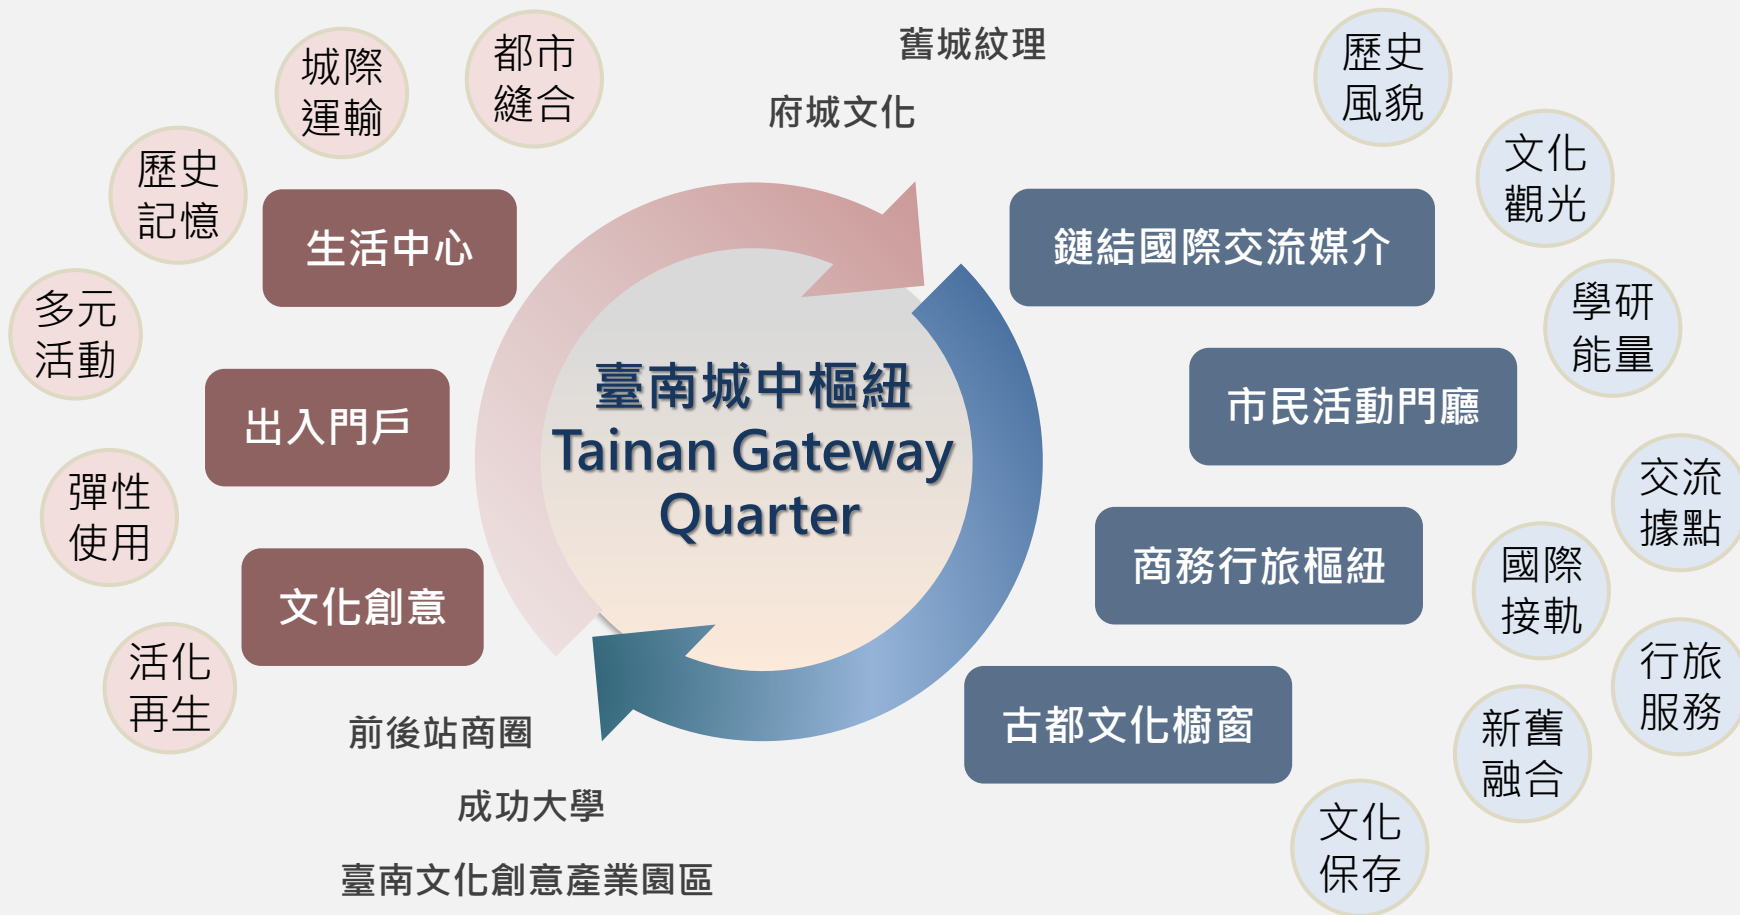 城際
運輸
都市
縫合
舊城紋理
府城文化
歷史
風貌
歷史
記憶
文化
觀光
生活中心
鏈結國際交流媒介
多元
活動
學研
能量
臺南城中樞紐
Tainan Gateway
Quarter
出入門戶
市民活動門廳
彈性
使用
交流
據點
文化創意
商務行旅樞紐
國際
接軌
活化
再生
行旅
服務
古都文化櫥窗
新舊
融合
前後站商圈
成功大學
臺南文化創意產業園區
文化
保存